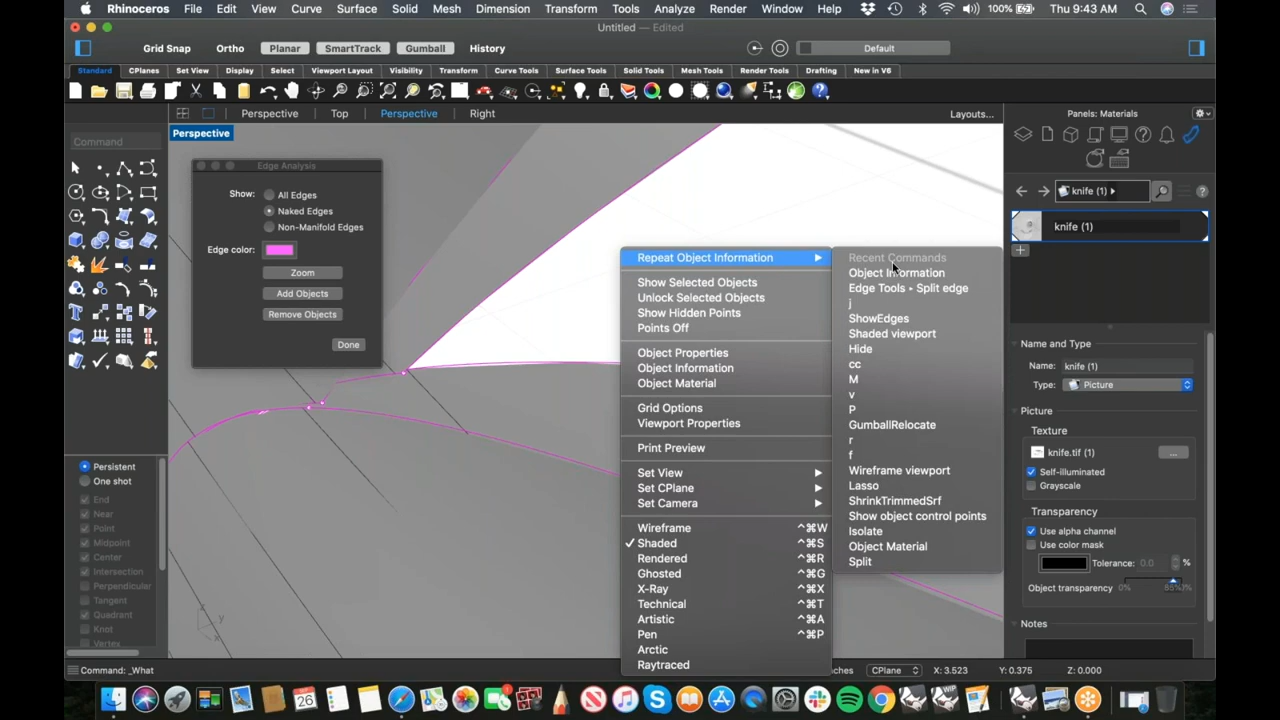 Rhinoceros File Edit View Curve Surface Solid Mesh Dimension Transform Tools Analyze Render Window Help 100% Thu 9:43 AM
Untitled — Edited
Grid Snap Ortho Planar SmartTrack Gumball History Default
Standard CPlanes Set View Display Select Viewport Layout Visibility Transform Curve Tools Surface Tools Solid Tools Mesh Tools Render Tools Drafting New in V6
Perspective Top Perspective Right Layouts...
Panels: Materials
Command
Perspective
Edge Analysis
Show: All Edges
Naked Edges
Non-Manifold Edges
Edge color:
Zoom
Add Objects
Remove Objects
Done
Repeat Object Information
Show Selected Objects
Unlock Selected Objects
Show Hidden Points
Points Off
Object Properties
Object Information
Object Material
Grid Options
Viewport Properties
Print Preview
Set View
Set CPlane
Set Camera
Wireframe ^⌘W
✓ Shaded ^⌘S
Rendered ^⌘R
Ghosted ^⌘G
X-Ray ^⌘X
Technical ^⌘T
Artistic ^⌘A
Pen ^⌘P
Arctic
Raytraced
Recent Commands
Object Information
Edge Tools ▸ Split edge
j
ShowEdges
Shaded viewport
Hide
cc
M
v
P
GumballRelocate
r
f
Wireframe viewport
Lasso
ShrinkTrimmedSrf
Show object control points
Isolate
Object Material
Split
knife (1)
knife (1)
Name and Type
Name: knife (1)
Type: Picture
Picture
Texture
knife.tif (1) ...
Self-illuminated
Grayscale
Transparency
Use alpha channel
Use color mask
Tolerance: 0.0 %
Object transparency 0%
Notes
Persistent
One shot
End
Near
Point
Midpoint
Center
Intersection
Perpendicular
Tangent
Quadrant
Knot
Vertex
z
y
x
Command: _What
ches CPlane X: 3.523 Y: 0.375 Z: 0.000
26